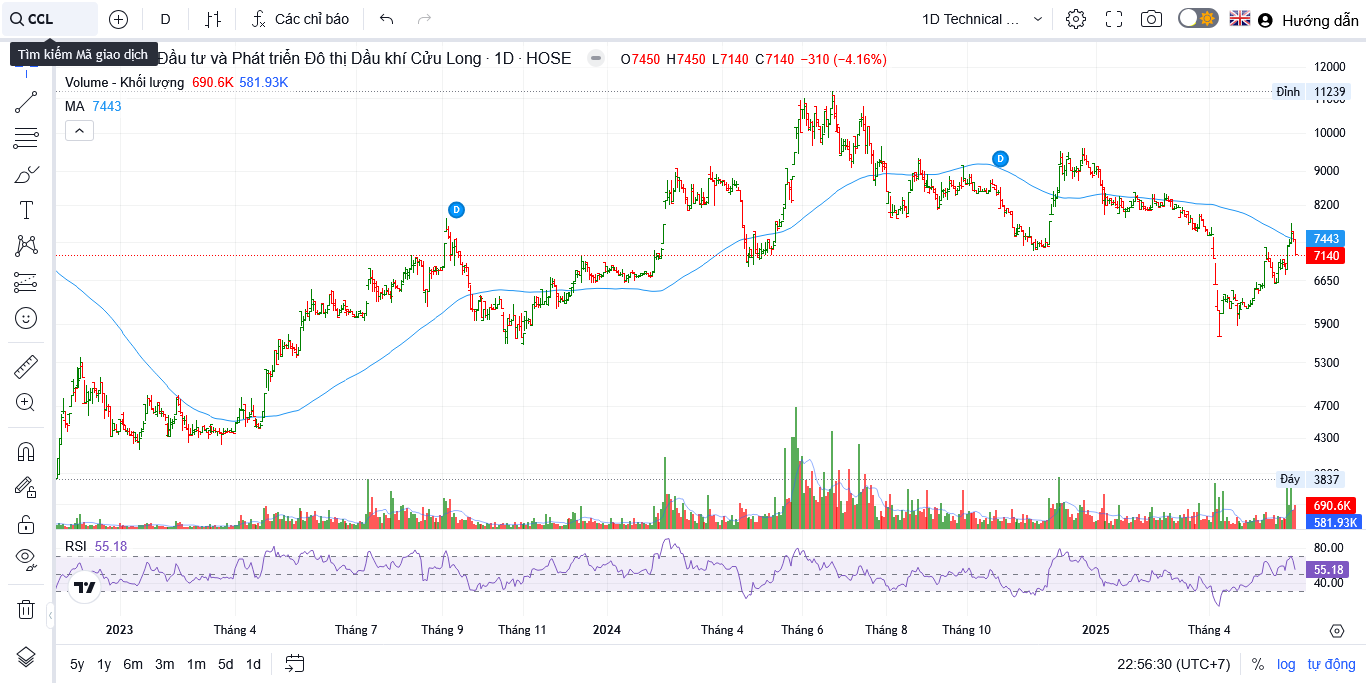 CCL D Các chỉ báo 1D Technical ... Hướng dẫn
Tìm kiếm Mã giao dịch Đầu tư và Phát triển Đô thị Dầu khí Cửu Long · 1D · HOSE O7450 H7450 L7140 C7140 −310 (−4.16%)
Volume - Khối lượng 690.6K 581.93K
MA 7443
12000
Đỉnh 11239
10000
9000
8200
7443
7140
6650
5900
5300
4700
4300
Đáy 3837
690.6K
581.93K
D
D
RSI 55.18
80.00
55.18
40.00
2023 Tháng 4 Tháng 7 Tháng 9 Tháng 11 2024 Tháng 4 Tháng 6 Tháng 8 Tháng 10 2025 Tháng 4
5y 1y 6m 3m 1m 5d 1d 22:56:30 (UTC+7) % log tự động